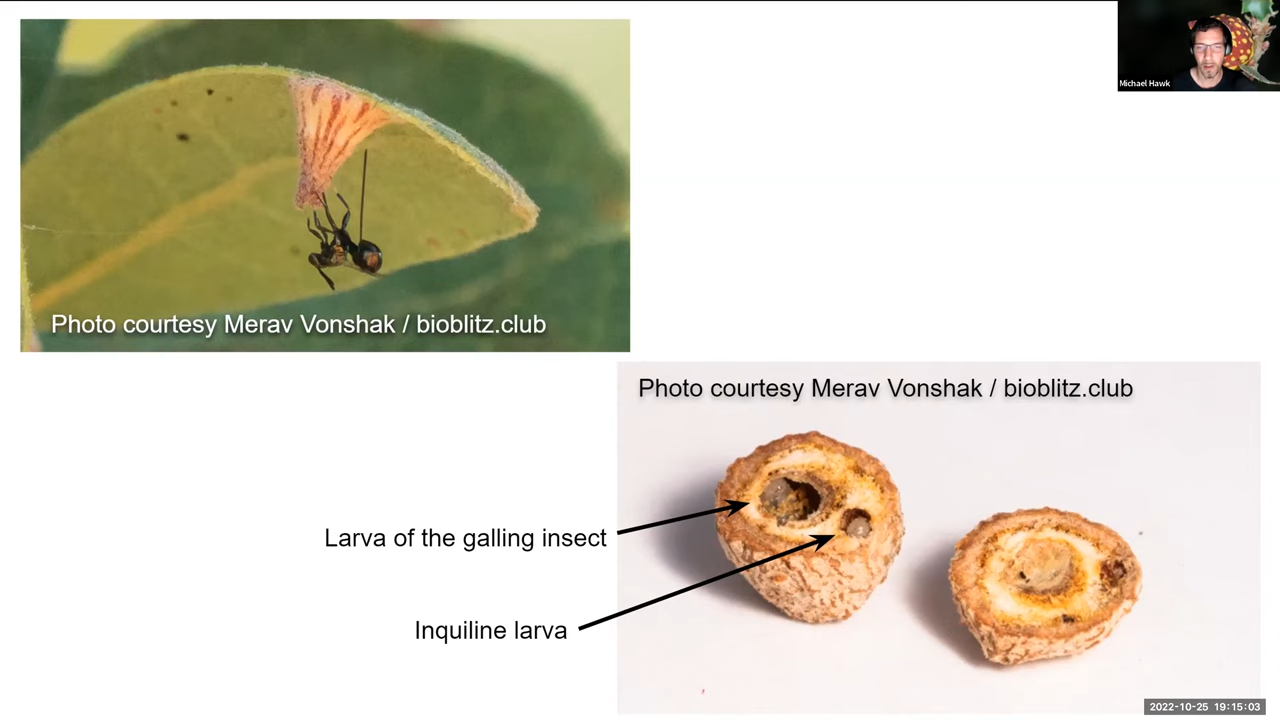 Michael Hawk
Photo courtesy Merav Vonshak / bioblitz.club
Photo courtesy Merav Vonshak / bioblitz.club
Larva of the galling insect
Inquiline larva
2022-10-25 19:15:03